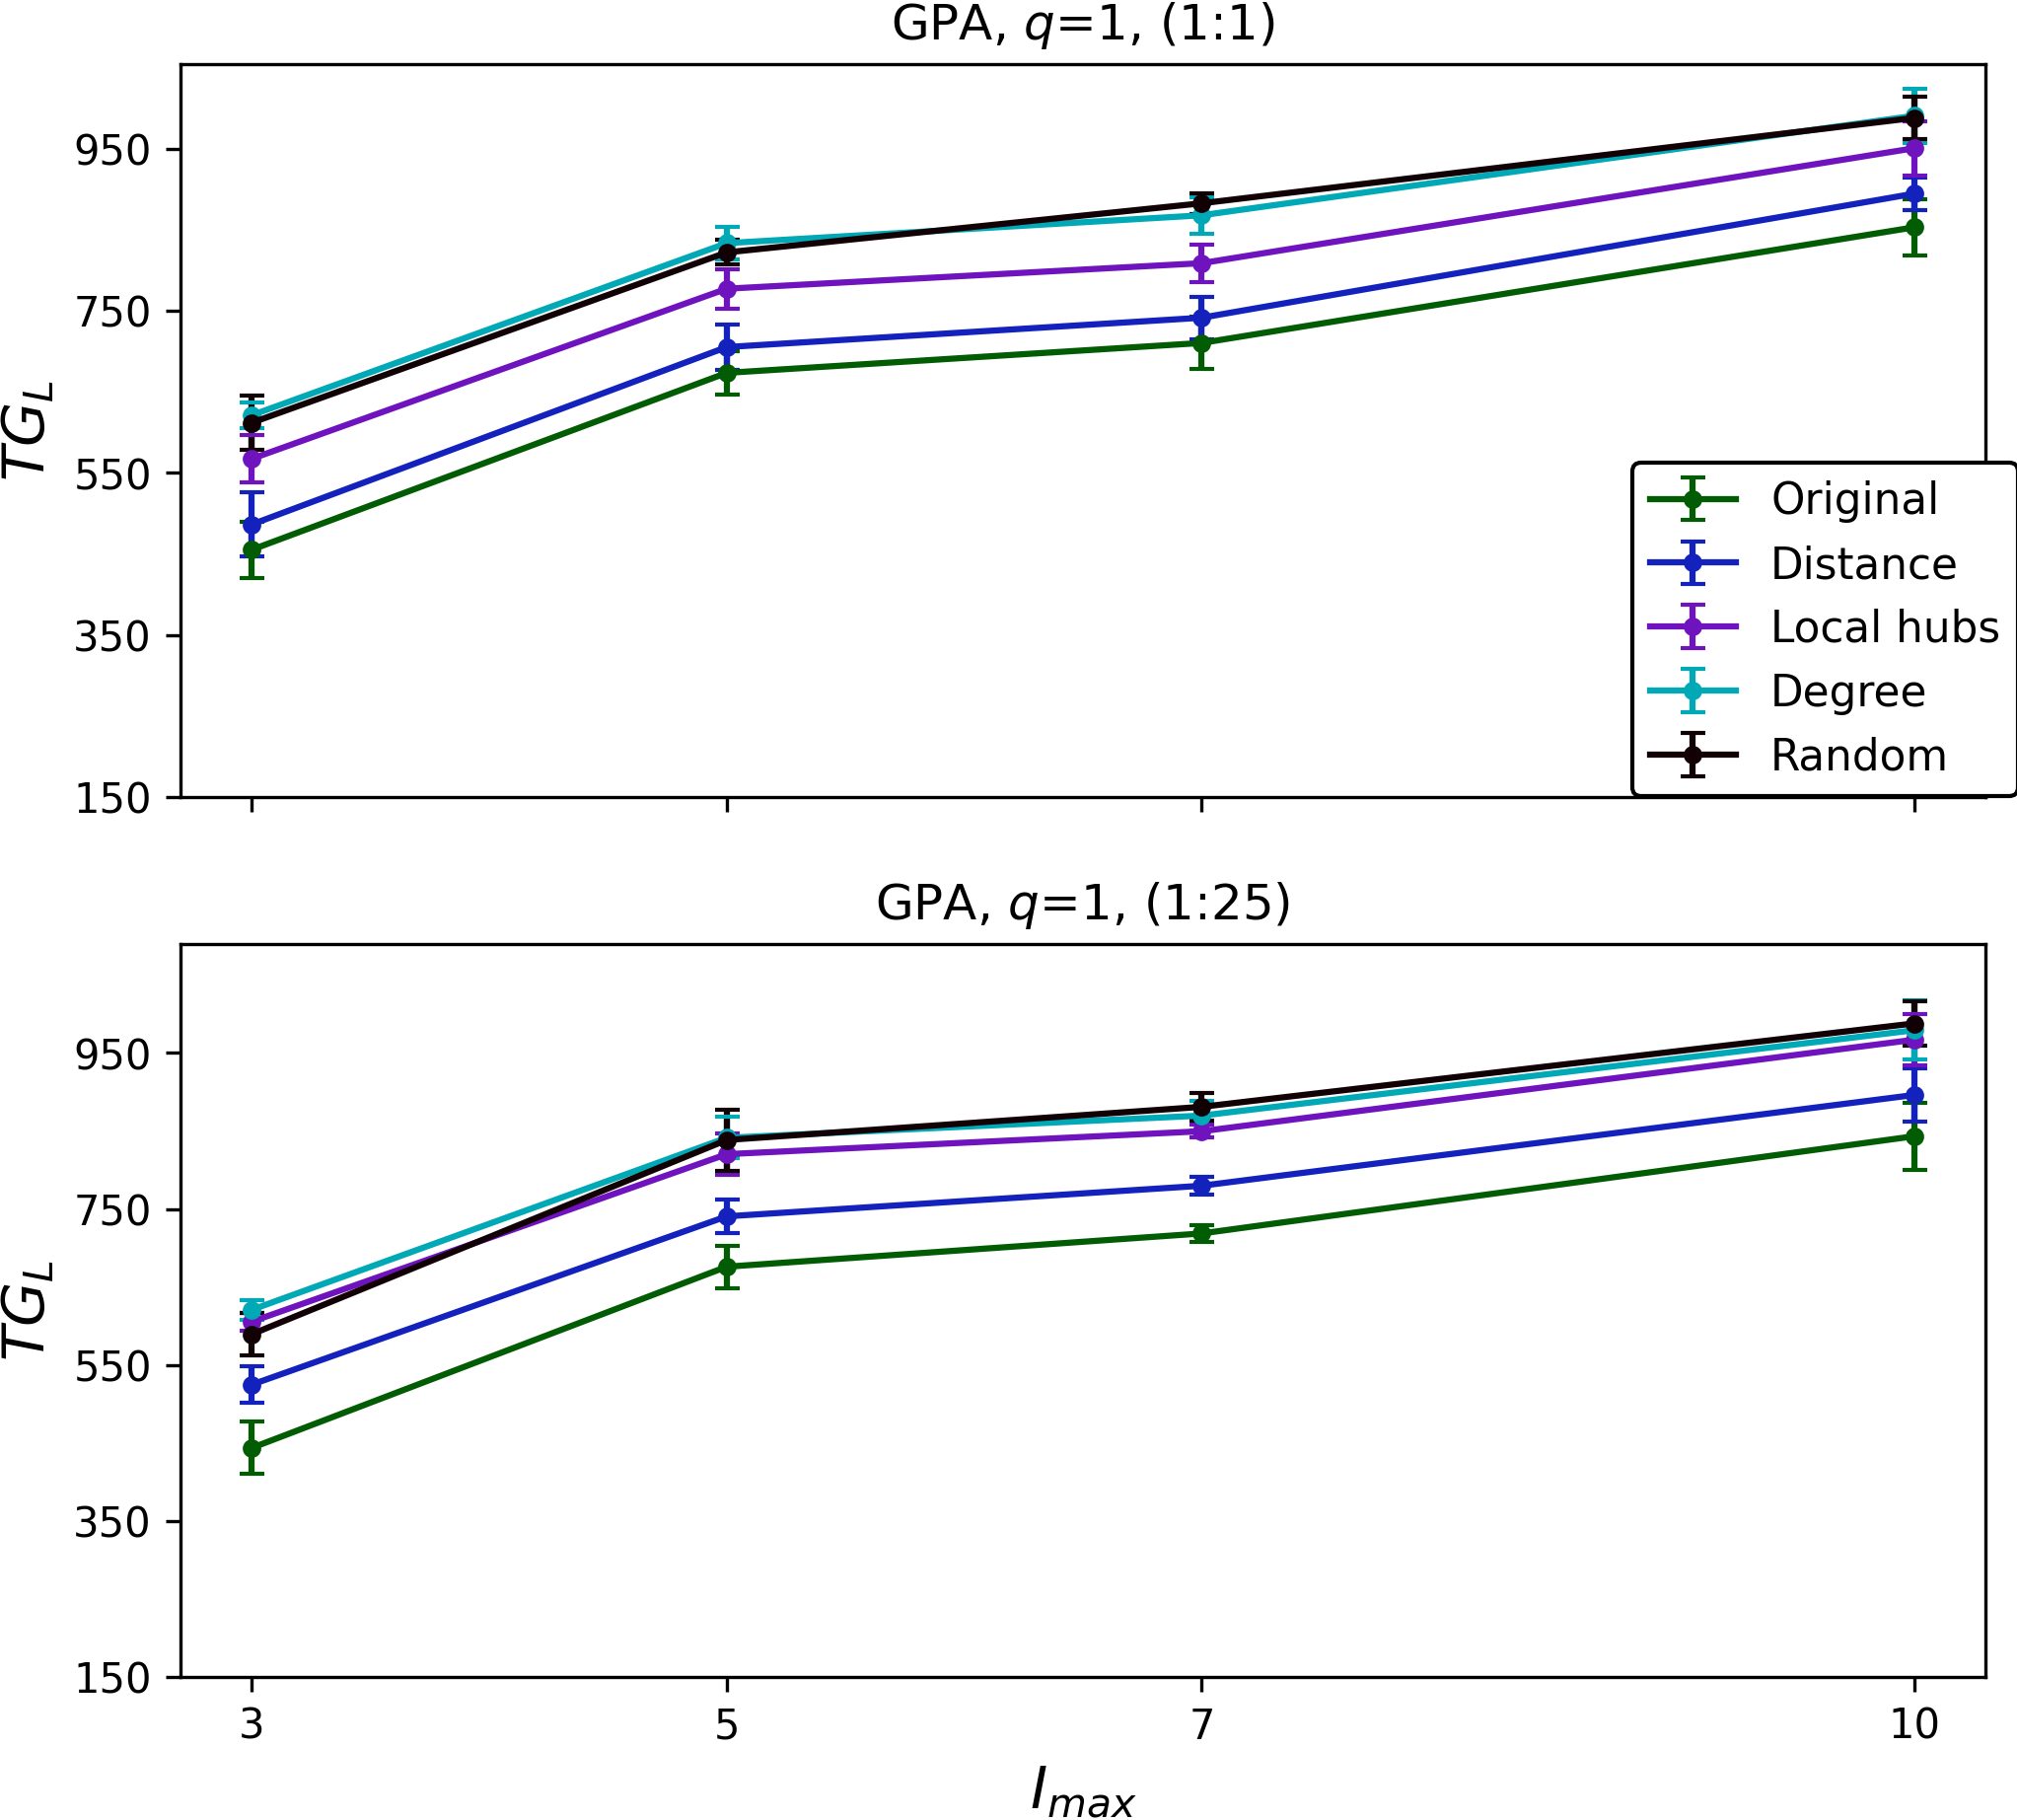 GPA, q=1, (1:1)
950
750
550
350
150
TG_L
Original
Distance
Local hubs
Degree
Random
GPA, q=1, (1:25)
950
750
550
350
150
TG_L
3 5 7 10
I_max